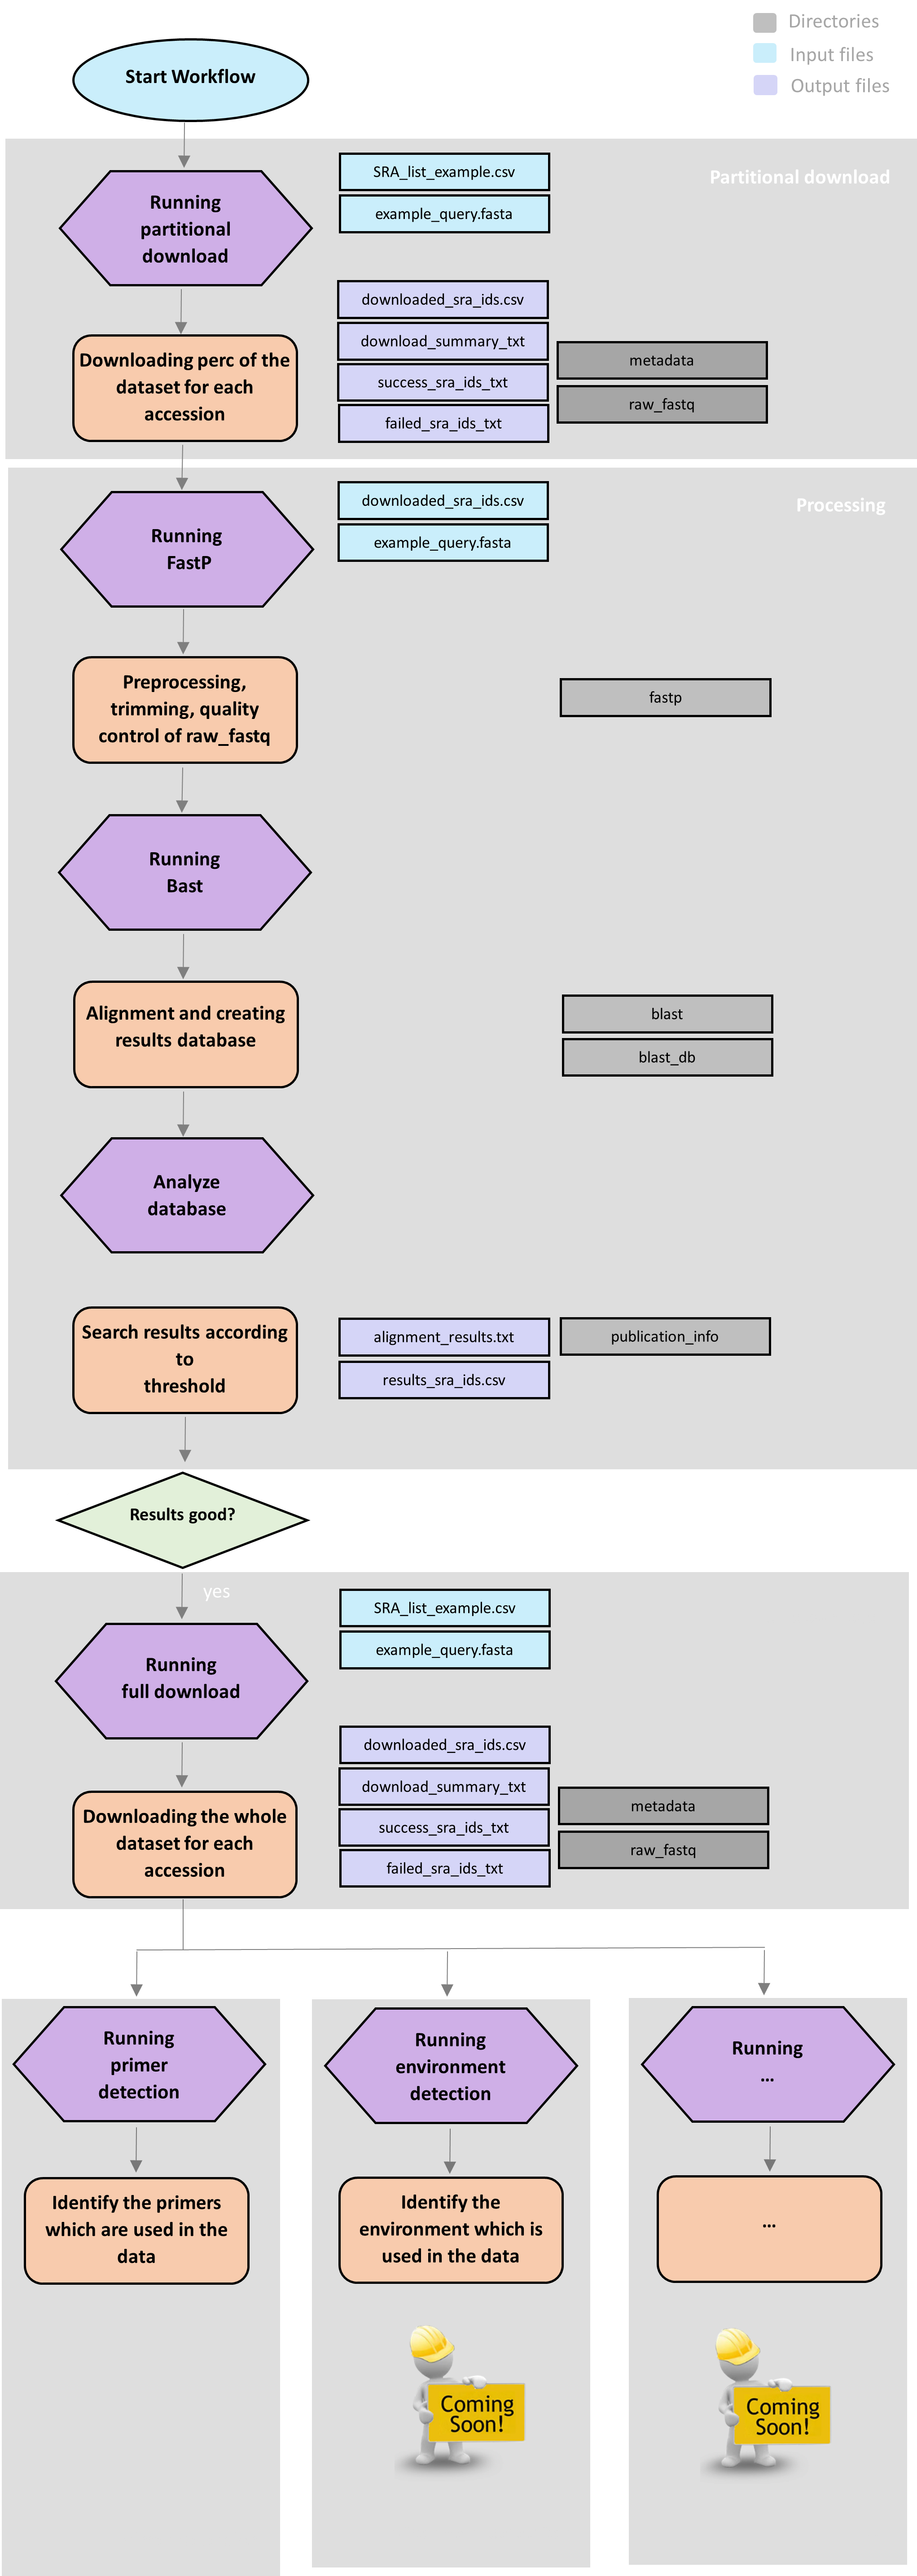 Directories
Input files
Output files
Start Workflow
Partitional download
SRA_list_example.csv
example_query.fasta
Running
partitional
download
downloaded_sra_ids.csv
download_summary_txt
success_sra_ids_txt
failed_sra_ids_txt
metadata
raw_fastq
Downloading perc of the
dataset for each
accession
Processing
downloaded_sra_ids.csv
example_query.fasta
Running
FastP
Preprocessing,
trimming, quality
control of raw_fastq
fastp
Running
Bast
Alignment and creating
results database
blast
blast_db
Analyze
database
Search results according
to
threshold
alignment_results.txt
results_sra_ids.csv
publication_info
Results good?
yes
SRA_list_example.csv
example_query.fasta
Running
full download
downloaded_sra_ids.csv
download_summary_txt
success_sra_ids_txt
failed_sra_ids_txt
metadata
raw_fastq
Downloading the whole
dataset for each
accession
Running
primer
detection
Identify the primers
which are used in the
data
Running
environment
detection
Identify the
environment which is
used in the data
Coming
Soon!
Running
...
...
Coming
Soon!